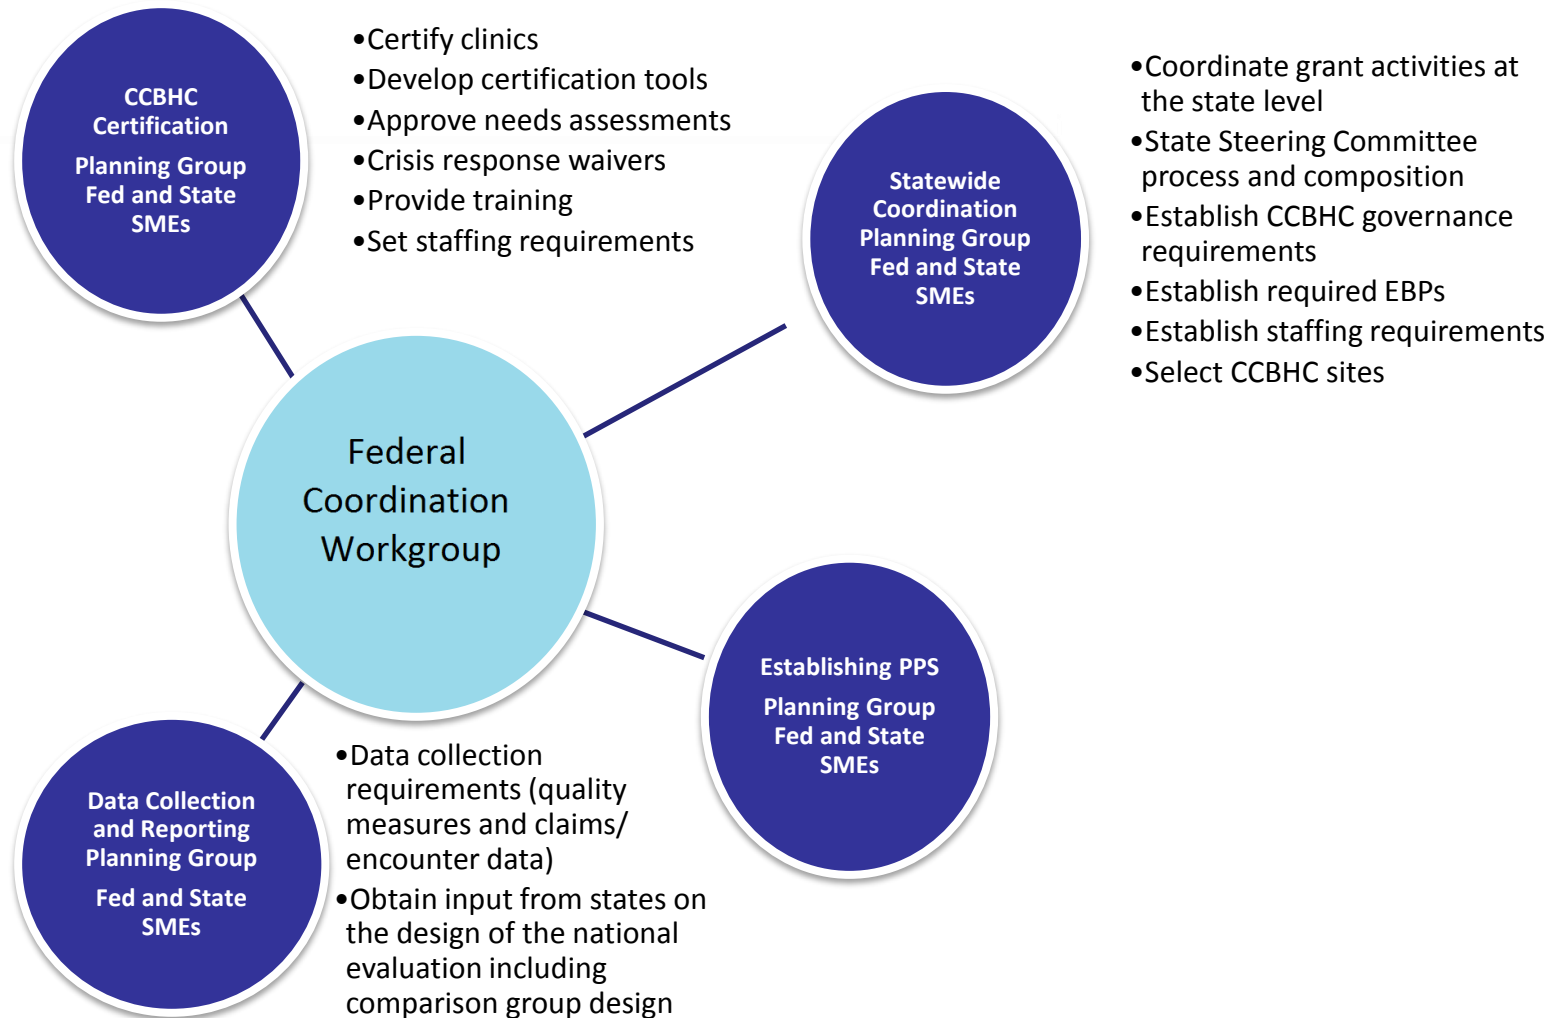 CCBHC
Certification
Planning Group
Fed and State
SMEs
•Certify clinics
•Develop certification tools
•Approve needs assessments
•Crisis response waivers
•Provide training
•Set staffing requirements
Statewide
Coordination
Planning Group
Fed and State
SMEs
•Coordinate grant activities at
the state level
•State Steering Committee
process and composition
•Establish CCBHC governance
requirements
•Establish required EBPs
•Establish staffing requirements
•Select CCBHC sites
Federal
Coordination
Workgroup
Establishing PPS
Planning Group
Fed and State
SMEs
Data Collection
and Reporting
Planning Group
Fed and State
SMEs
•Data collection
requirements (quality
measures and claims/
encounter data)
•Obtain input from states on
the design of the national
evaluation including
comparison group design